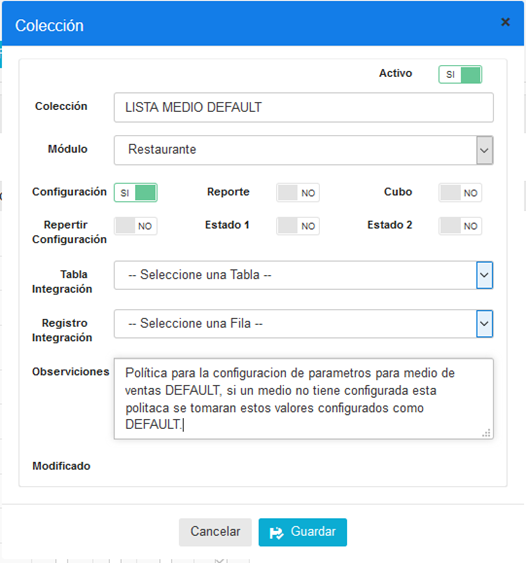 Colección
×
Activo SI
Colección LISTA MEDIO DEFAULT
Módulo Restaurante
Configuración SI Reporte NO Cubo NO
Repertir Configuración NO Estado 1 NO Estado 2 NO
Tabla Integración -- Seleccione una Tabla --
Registro Integración -- Seleccione una Fila --
Observiciones
Política para la configuracion de parametros para medio de
ventas DEFAULT, si un medio no tiene configurada esta
politaca se tomaran estos valores configurados como
DEFAULT.
Modificado
Cancelar Guardar